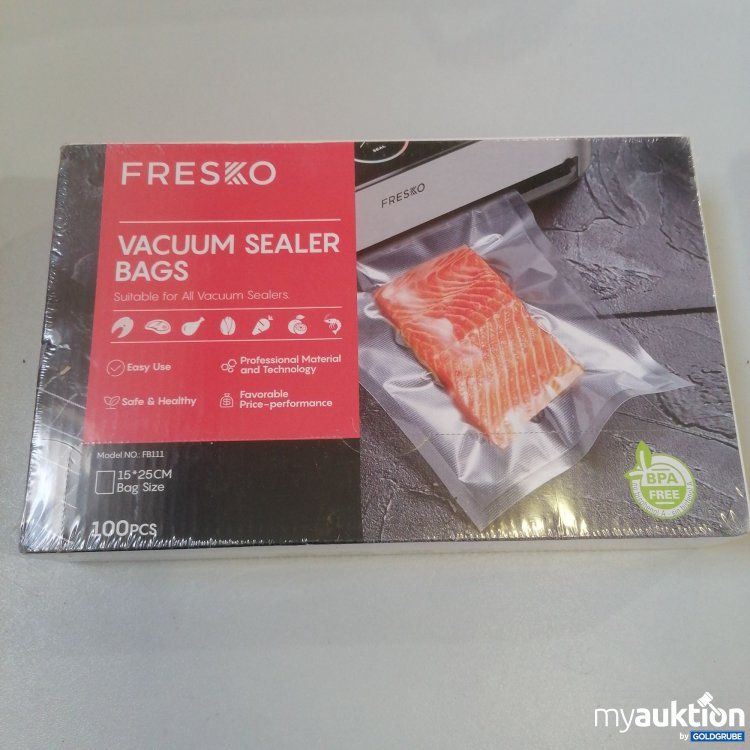 SEAL
FRESKO
FRESKO
VACUUM SEALER
BAGS
Suitable for All Vacuum Sealers.
Easy Use
Professional Material
and Technology
Safe & Healthy
Favorable
Price-performance
Model NO.: FB111
15*25CM
Bag Size
100PCS
BPA
FREE
myauktion
by GOLDGRUBE